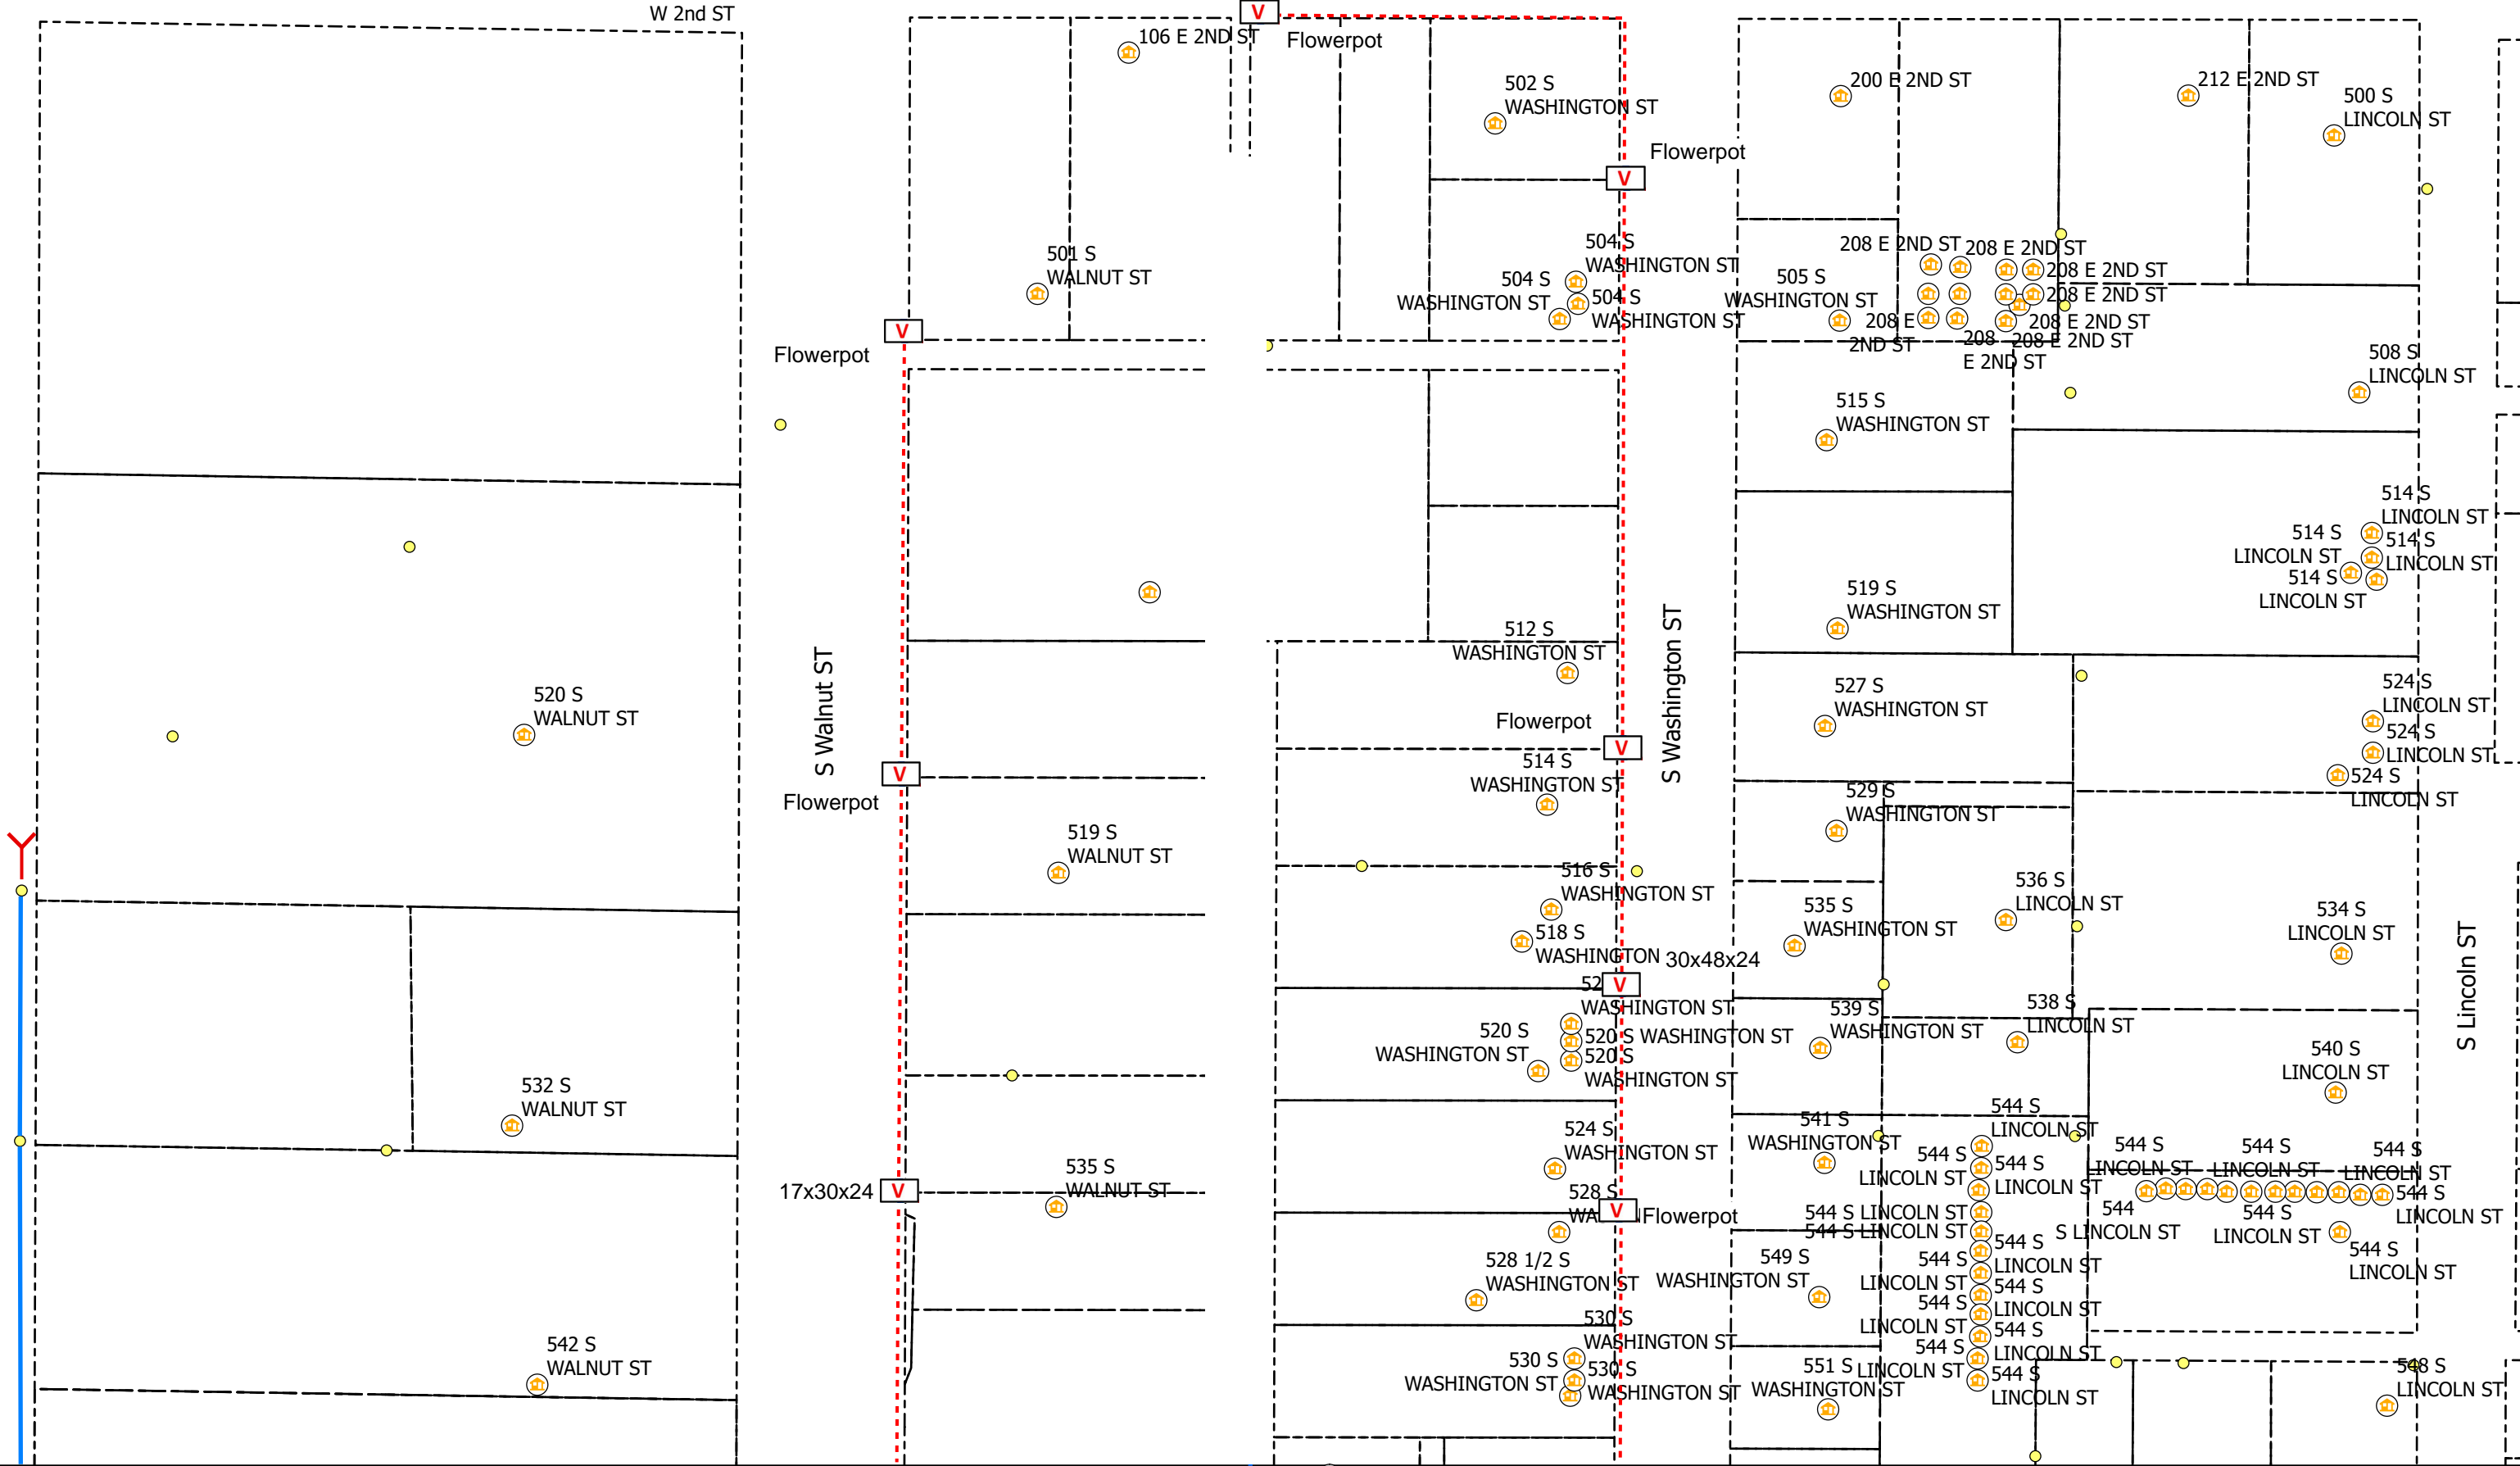 W 2nd ST
106 E 2ND ST
V
Flowerpot
502 S
WASHINGTON ST
200 E 2ND ST
212 E 2ND ST
500 S
LINCOLN ST
Flowerpot
V
501 S
WALNUT ST
504 S
WASHINGTON ST
504 S
WASHINGTON ST
504 S
WASHINGTON ST
505 S
WASHINGTON ST
208 E 2ND ST
208 E 2ND ST
208 E 2ND ST
208 E 2ND ST
208 E
2ND ST
208 E 2ND ST
208
E 2ND ST
208 E 2ND ST
V
Flowerpot
508 S
LINCOLN ST
515 S
WASHINGTON ST
514 S
LINCOLN ST
514 S
LINCOLN ST
514 S
LINCOLN ST
514 S
LINCOLN ST
519 S
WASHINGTON ST
512 S
WASHINGTON ST
S Walnut ST
S Washington ST
520 S
WALNUT ST
527 S
WASHINGTON ST
524 S
LINCOLN ST
524 S
LINCOLN ST
524 S
LINCOLN ST
Flowerpot
V
514 S
WASHINGTON ST
V
Flowerpot
529 S
WASHINGTON ST
519 S
WALNUT ST
516 S
WASHINGTON ST
518 S
WASHINGTON
30x48x24
V
535 S
WASHINGTON ST
536 S
LINCOLN ST
534 S
LINCOLN ST
S Lincoln ST
WASHINGTON ST
520 S
WASHINGTON ST
520 S WASHINGTON ST
520 S
WASHINGTON ST
539 S
WASHINGTON ST
538 S
LINCOLN ST
540 S
LINCOLN ST
532 S
WALNUT ST
524 S
WASHINGTON ST
541 S
WASHINGTON ST
544 S
LINCOLN ST
544 S
LINCOLN ST
544 S
LINCOLN ST
544 S
LINCOLN ST
544 S
LINCOLN ST
544 S
LINCOLN ST
544 S
LINCOLN ST
17x30x24
V
535 S
WALNUT ST
528 S
V
Flowerpot
544 S LINCOLN ST
544 S LINCOLN ST
544
S LINCOLN ST
544 S
LINCOLN ST
544 S
LINCOLN ST
528 1/2 S
WASHINGTON ST
549 S
WASHINGTON ST
544 S
LINCOLN ST
544 S
LINCOLN ST
544 S
LINCOLN ST
544 S
LINCOLN ST
544 S
LINCOLN ST
544 S
LINCOLN ST
544 S
LINCOLN ST
530 S
WASHINGTON ST
530 S
WASHINGTON ST
530 S
WASHINGTON ST
551 S
WASHINGTON ST
542 S
WALNUT ST
548 S
LINCOLN ST